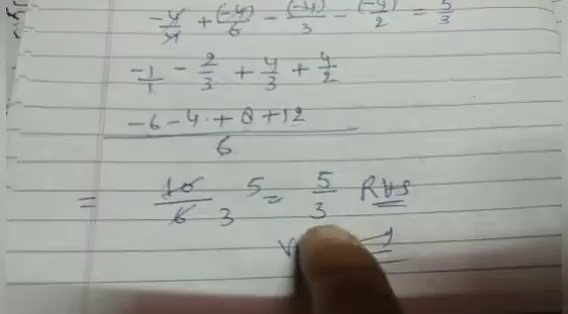 -4/4 + (-4)/6 - (-4)/3 - (-4)/2 = 5/3
-1/1 - 2/3 + 4/3 + 4/2
-6-4+8+12 / 6
= 10/6 5 3 = 5/3 RHS